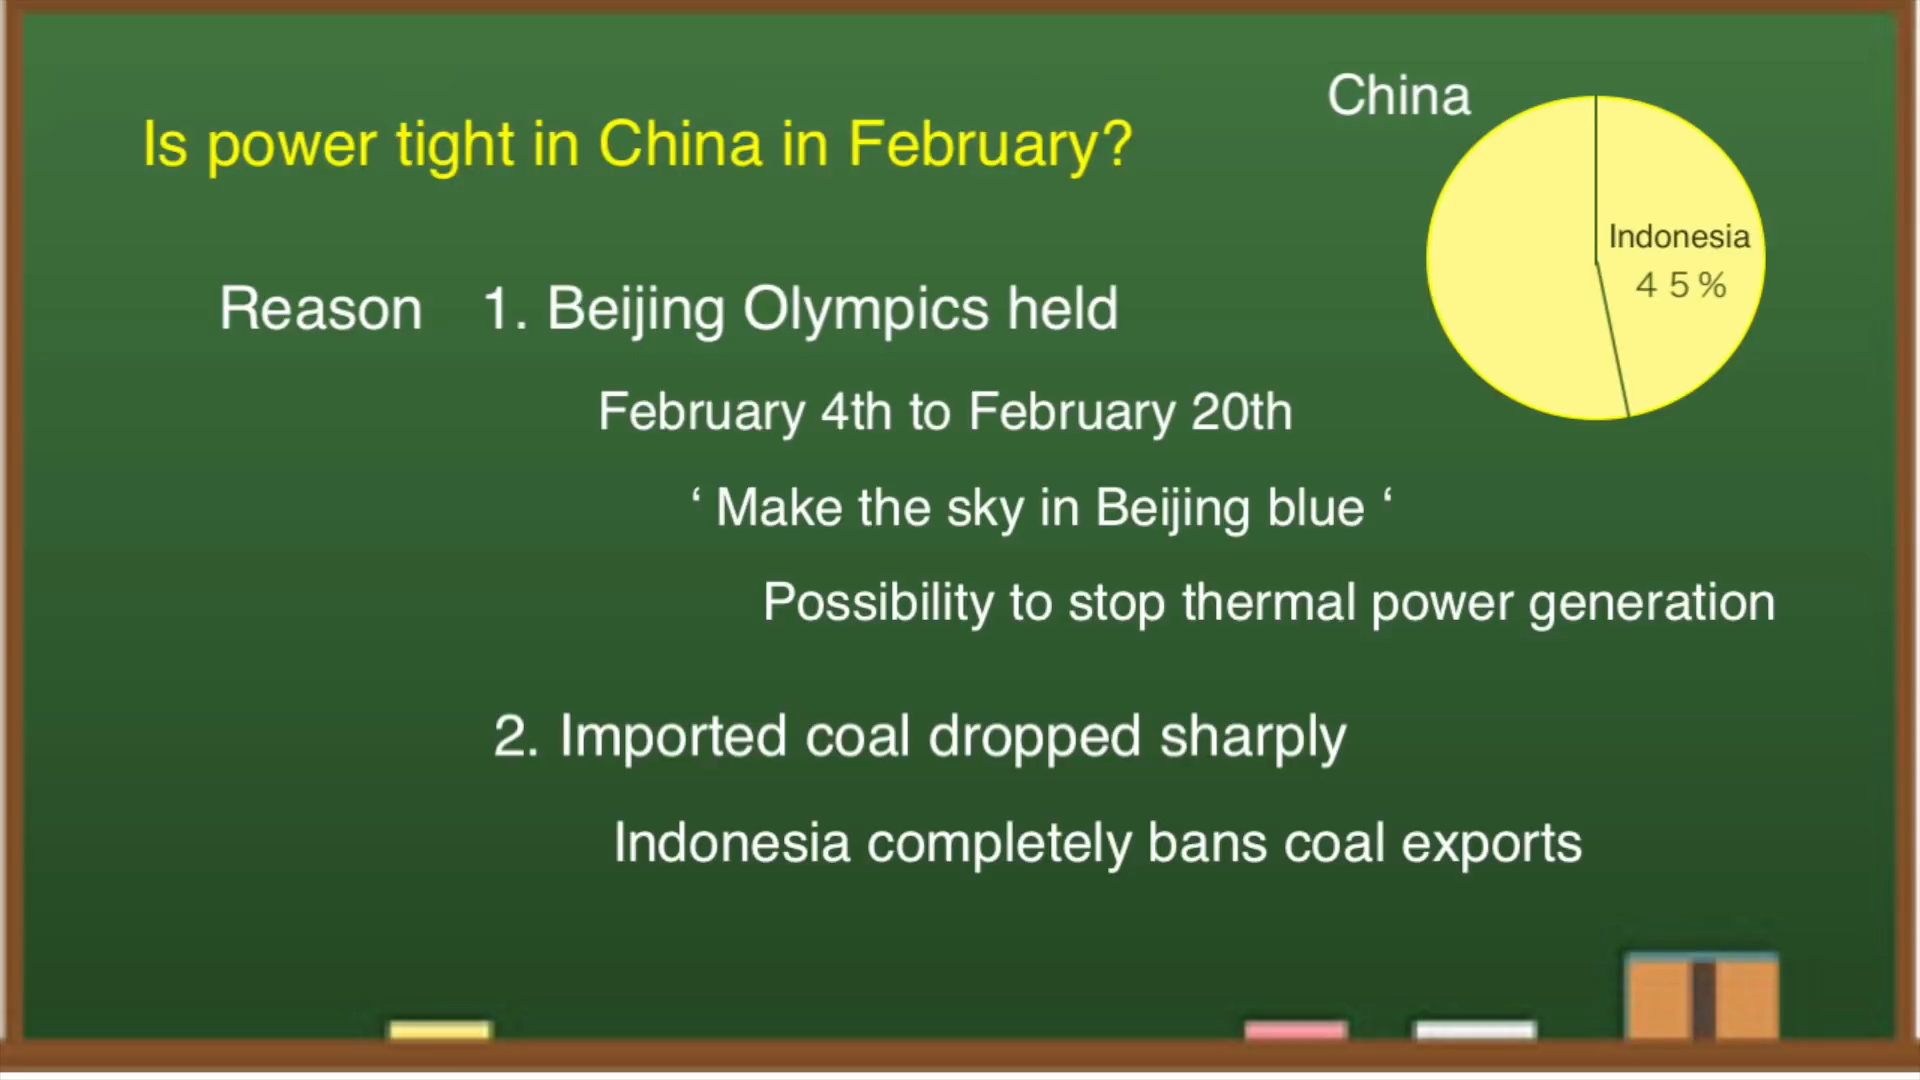 China
Is power tight in China in February?
Indonesia
45%
Reason 1. Beijing Olympics held
February 4th to February 20th
‘ Make the sky in Beijing blue ‘
Possibility to stop thermal power generation
2. Imported coal dropped sharply
Indonesia completely bans coal exports